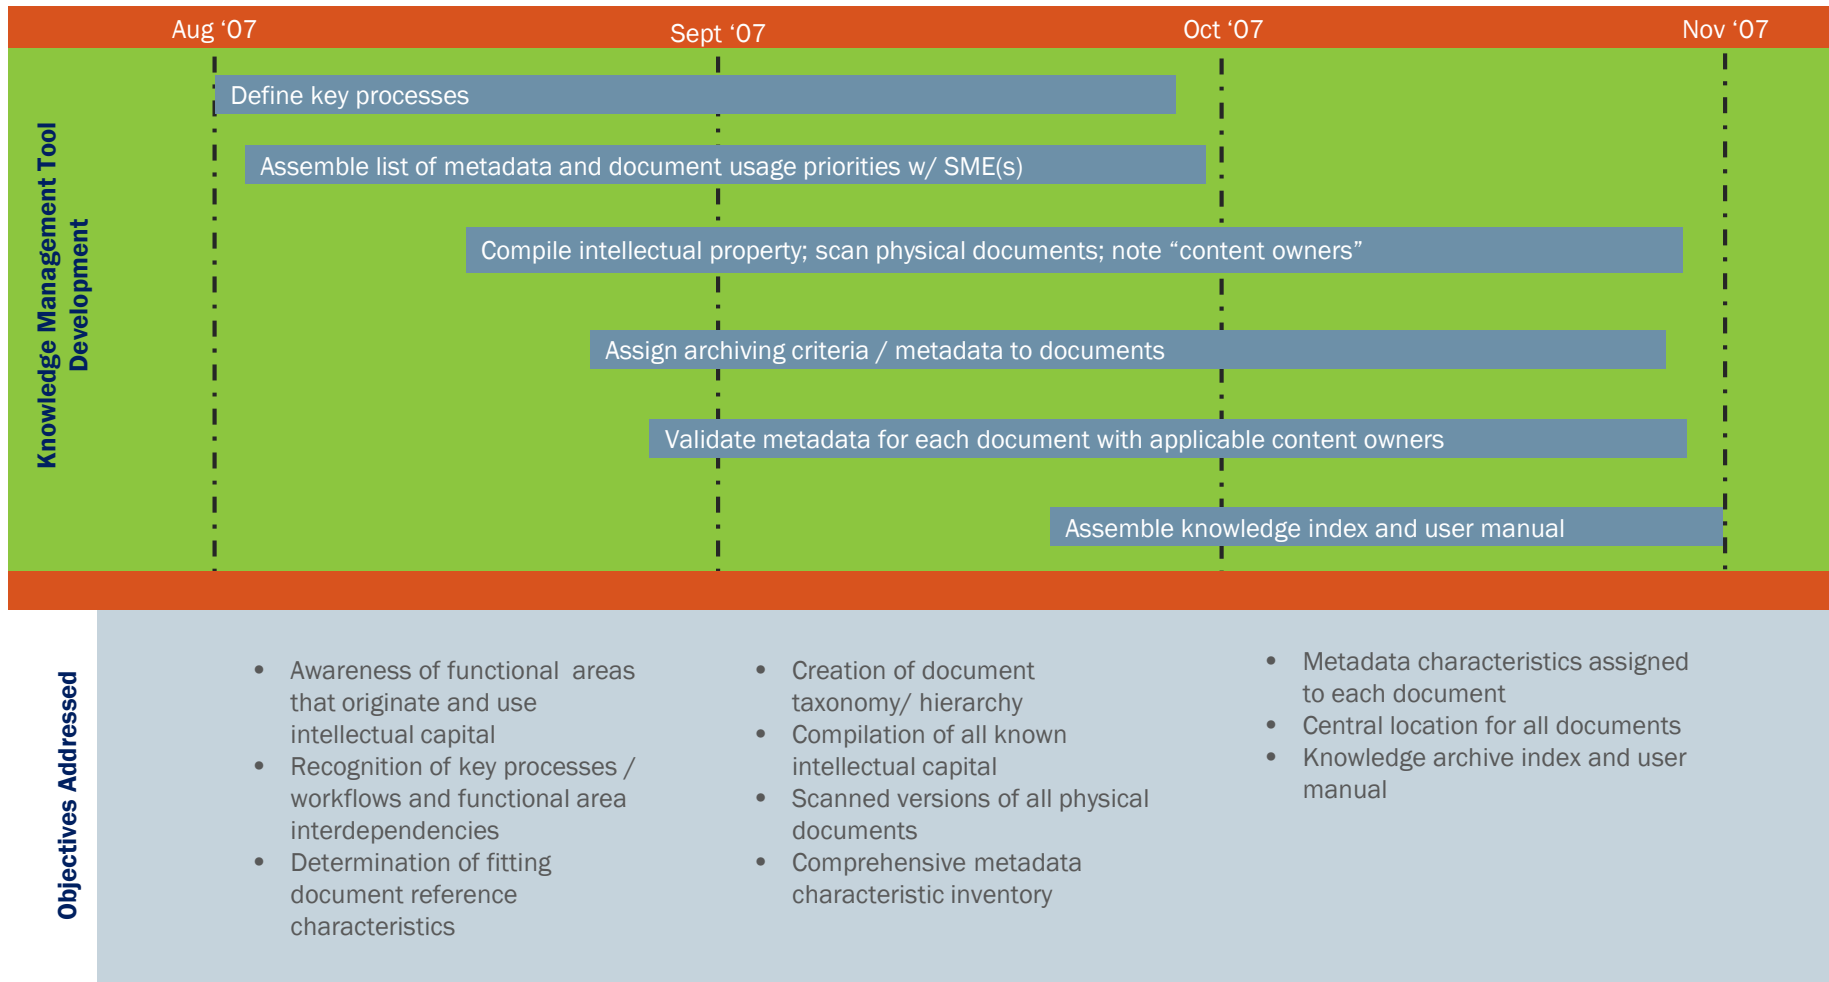 Aug ‘07
Sept ‘07
Oct ‘07
Nov ‘07
Knowledge Management Tool
Development
Define key processes
Assemble list of metadata and document usage priorities w/ SME(s)
Compile intellectual property; scan physical documents; note “content owners”
Assign archiving criteria / metadata to documents
Validate metadata for each document with applicable content owners
Assemble knowledge index and user manual
Objectives Addressed
• Awareness of functional areas
that originate and use
intellectual capital
• Recognition of key processes /
workflows and functional area
interdependencies
• Determination of fitting
document reference
characteristics
• Creation of document
taxonomy/ hierarchy
• Compilation of all known
intellectual capital
• Scanned versions of all physical
documents
• Comprehensive metadata
characteristic inventory
• Metadata characteristics assigned
to each document
• Central location for all documents
• Knowledge archive index and user
manual